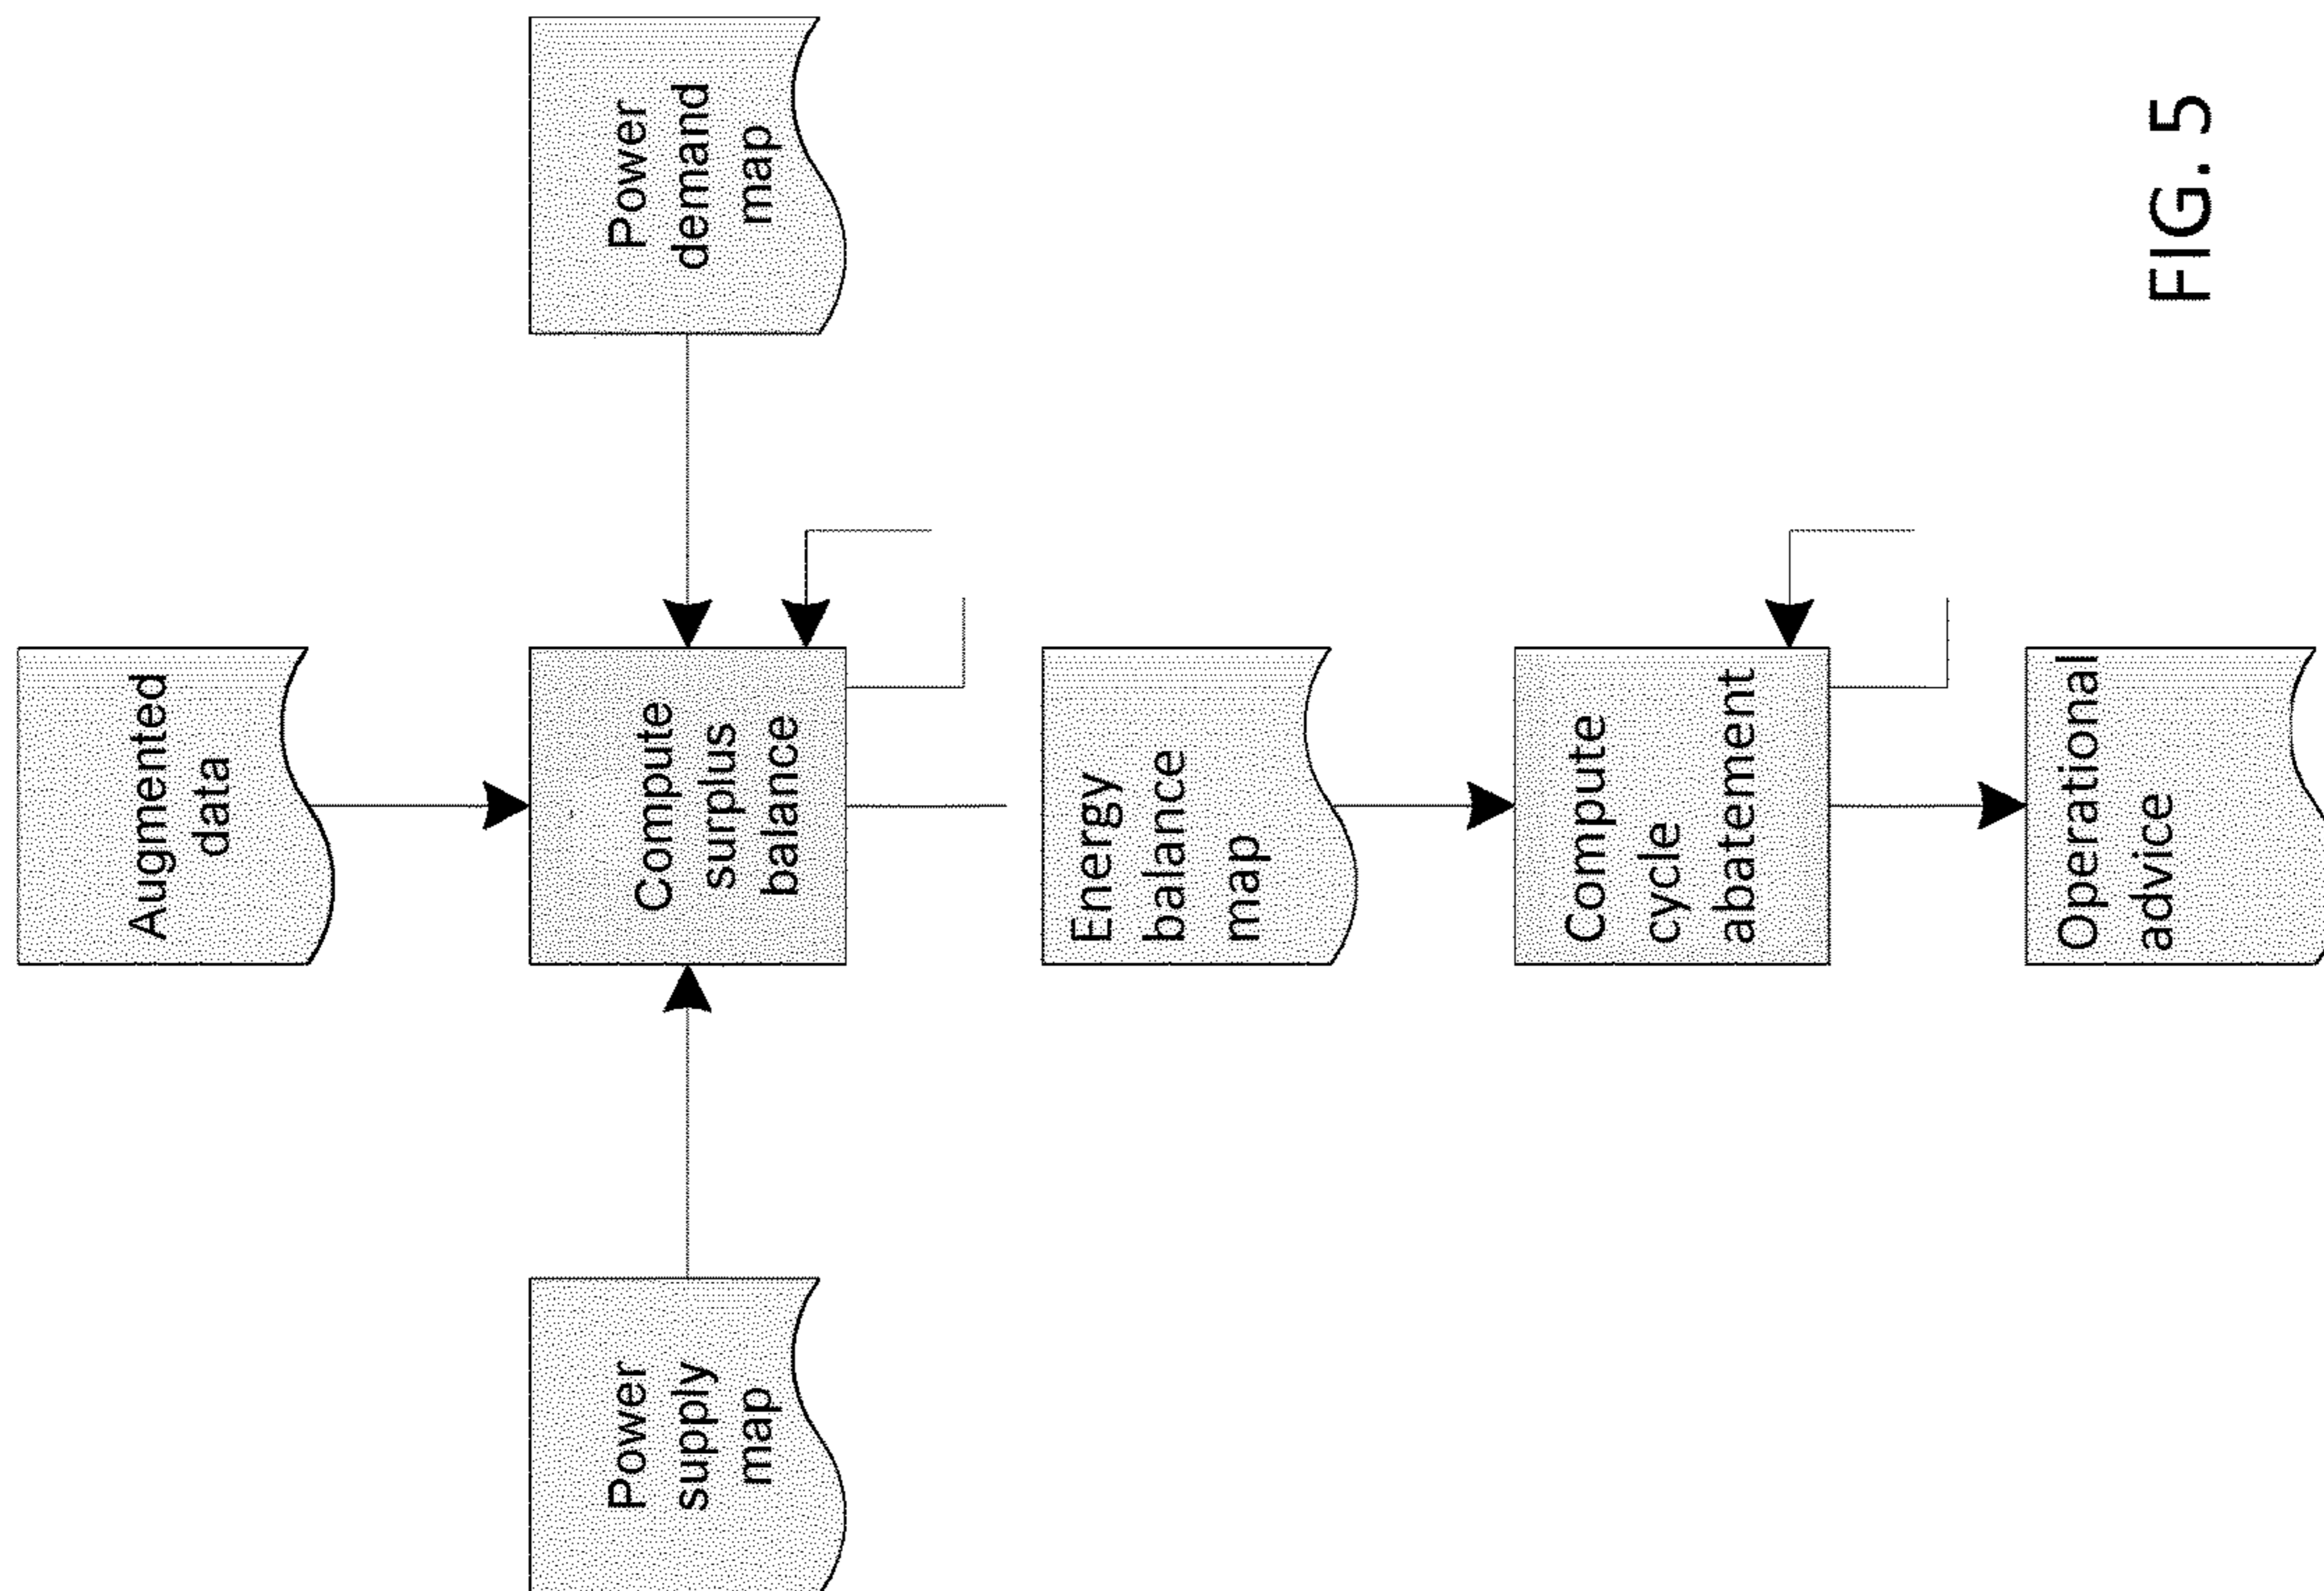 Augmented
data
Power
supply
map
Compute
surplus
balance
Power
demand
map
Energy
balance
map
Compute
cycle
abatement
Operational
advice
FIG. 5